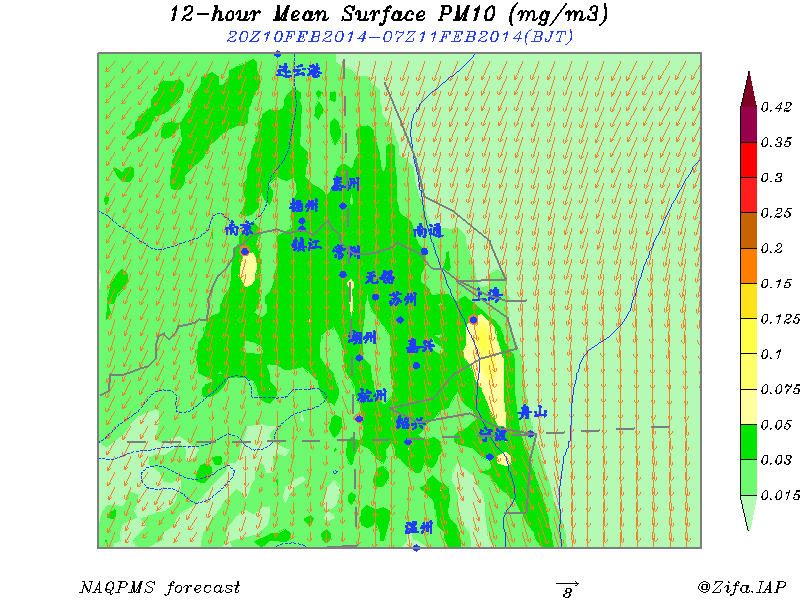 12-hour Mean Surface PM10 (mg/m3)
20Z10FEB2014-07Z11FEB2014(BJT)
连云港
泰州
扬州
南京
南通
镇江
常州
无锡
苏州
上海
湖州
嘉兴
杭州
绍兴
舟山
宁波
温州
0.42
0.35
0.3
0.25
0.2
0.15
0.125
0.1
0.075
0.05
0.03
0.015
NAQPMS forecast
8
@Zifa.IAP